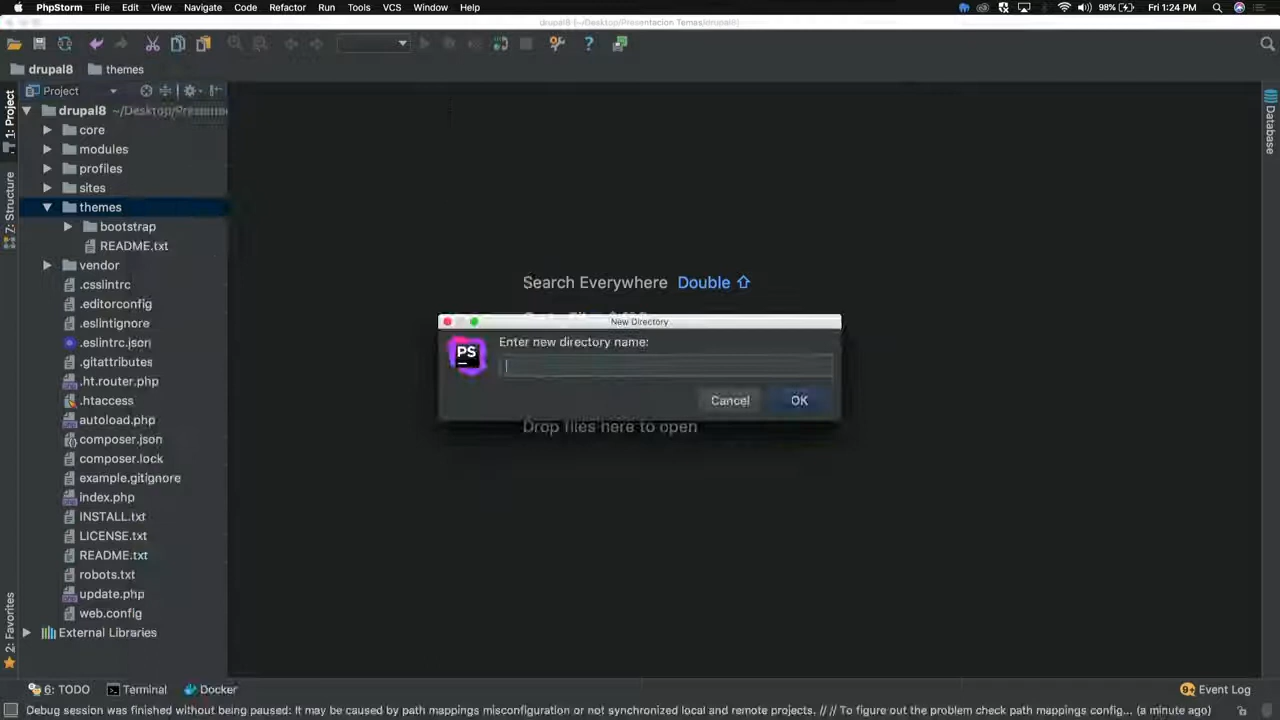 PhpStorm File Edit View Navigate Code Refactor Run Tools VCS Window Help 98% Fri 1:24 PM
drupal8 [~/Desktop/Presentacion Temas/drupal8]
drupal8 themes
Project
1: Project
Z: Structure
2: Favorites
Database
drupal8 ~/Desktop/
core
modules
profiles
sites
themes
bootstrap
README.txt
vendor
.csslintrc
.editorconfig
.eslintignore
.eslintrc.json
.gitattributes
.ht.router.php
.htaccess
autoload.php
composer.json
composer.lock
example.gitignore
index.php
INSTALL.txt
LICENSE.txt
README.txt
robots.txt
update.php
web.config
External Libraries
Search Everywhere Double ⇧
New Directory
PS
Enter new directory name:
Cancel OK
Drop files here to open
6: TODO Terminal Docker Event Log
Debug session was finished without being paused: It may be caused by path mappings misconfiguration or not synchronized local and remote projects. // // To figure out the problem check path mappings config... (a minute ago)